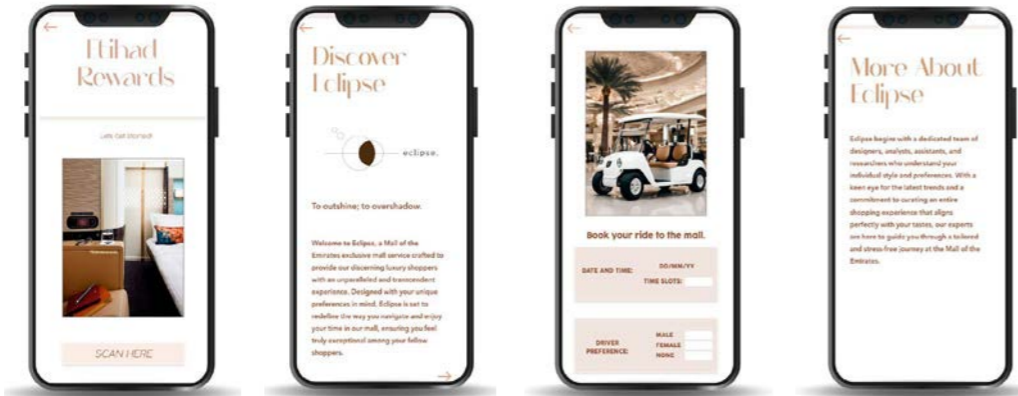 Etihad
Rewards
Lets Get Started!
SCAN HERE
Discover
Eclipse
eclipse.
To outshine; to overshadow.
Welcome to Eclipse, a Mall of the
Emirates exclusive mall service crafted to
provide our discerning luxury shoppers
with an unparalleled and transcendent
experience. Designed with your unique
preferences in mind. Eclipse is set to
redefine the way you navigate and enjoy
your time in our mall, ensuring you feel
truly exceptional among your fellow
shoppers.
Book your ride to the mall.
DATE AND TIME:
DD/MM/YY
TIME SLOTS:
DRIVER
PREFERENCE:
MALE
FEMALE
NONE
More About
Eclipse
Eclipse begins with a dedicated team of
designers, analysts, assistants, and
researchers who understand your
individual style and preferences. With a
keen eye for the latest trends and a
commitment to curating an entire
shopping experience that aligns
perfectly with your tastes, our experts
are here to guide you through a tailored
and stress-free journey at the Mall of the
Emirates.